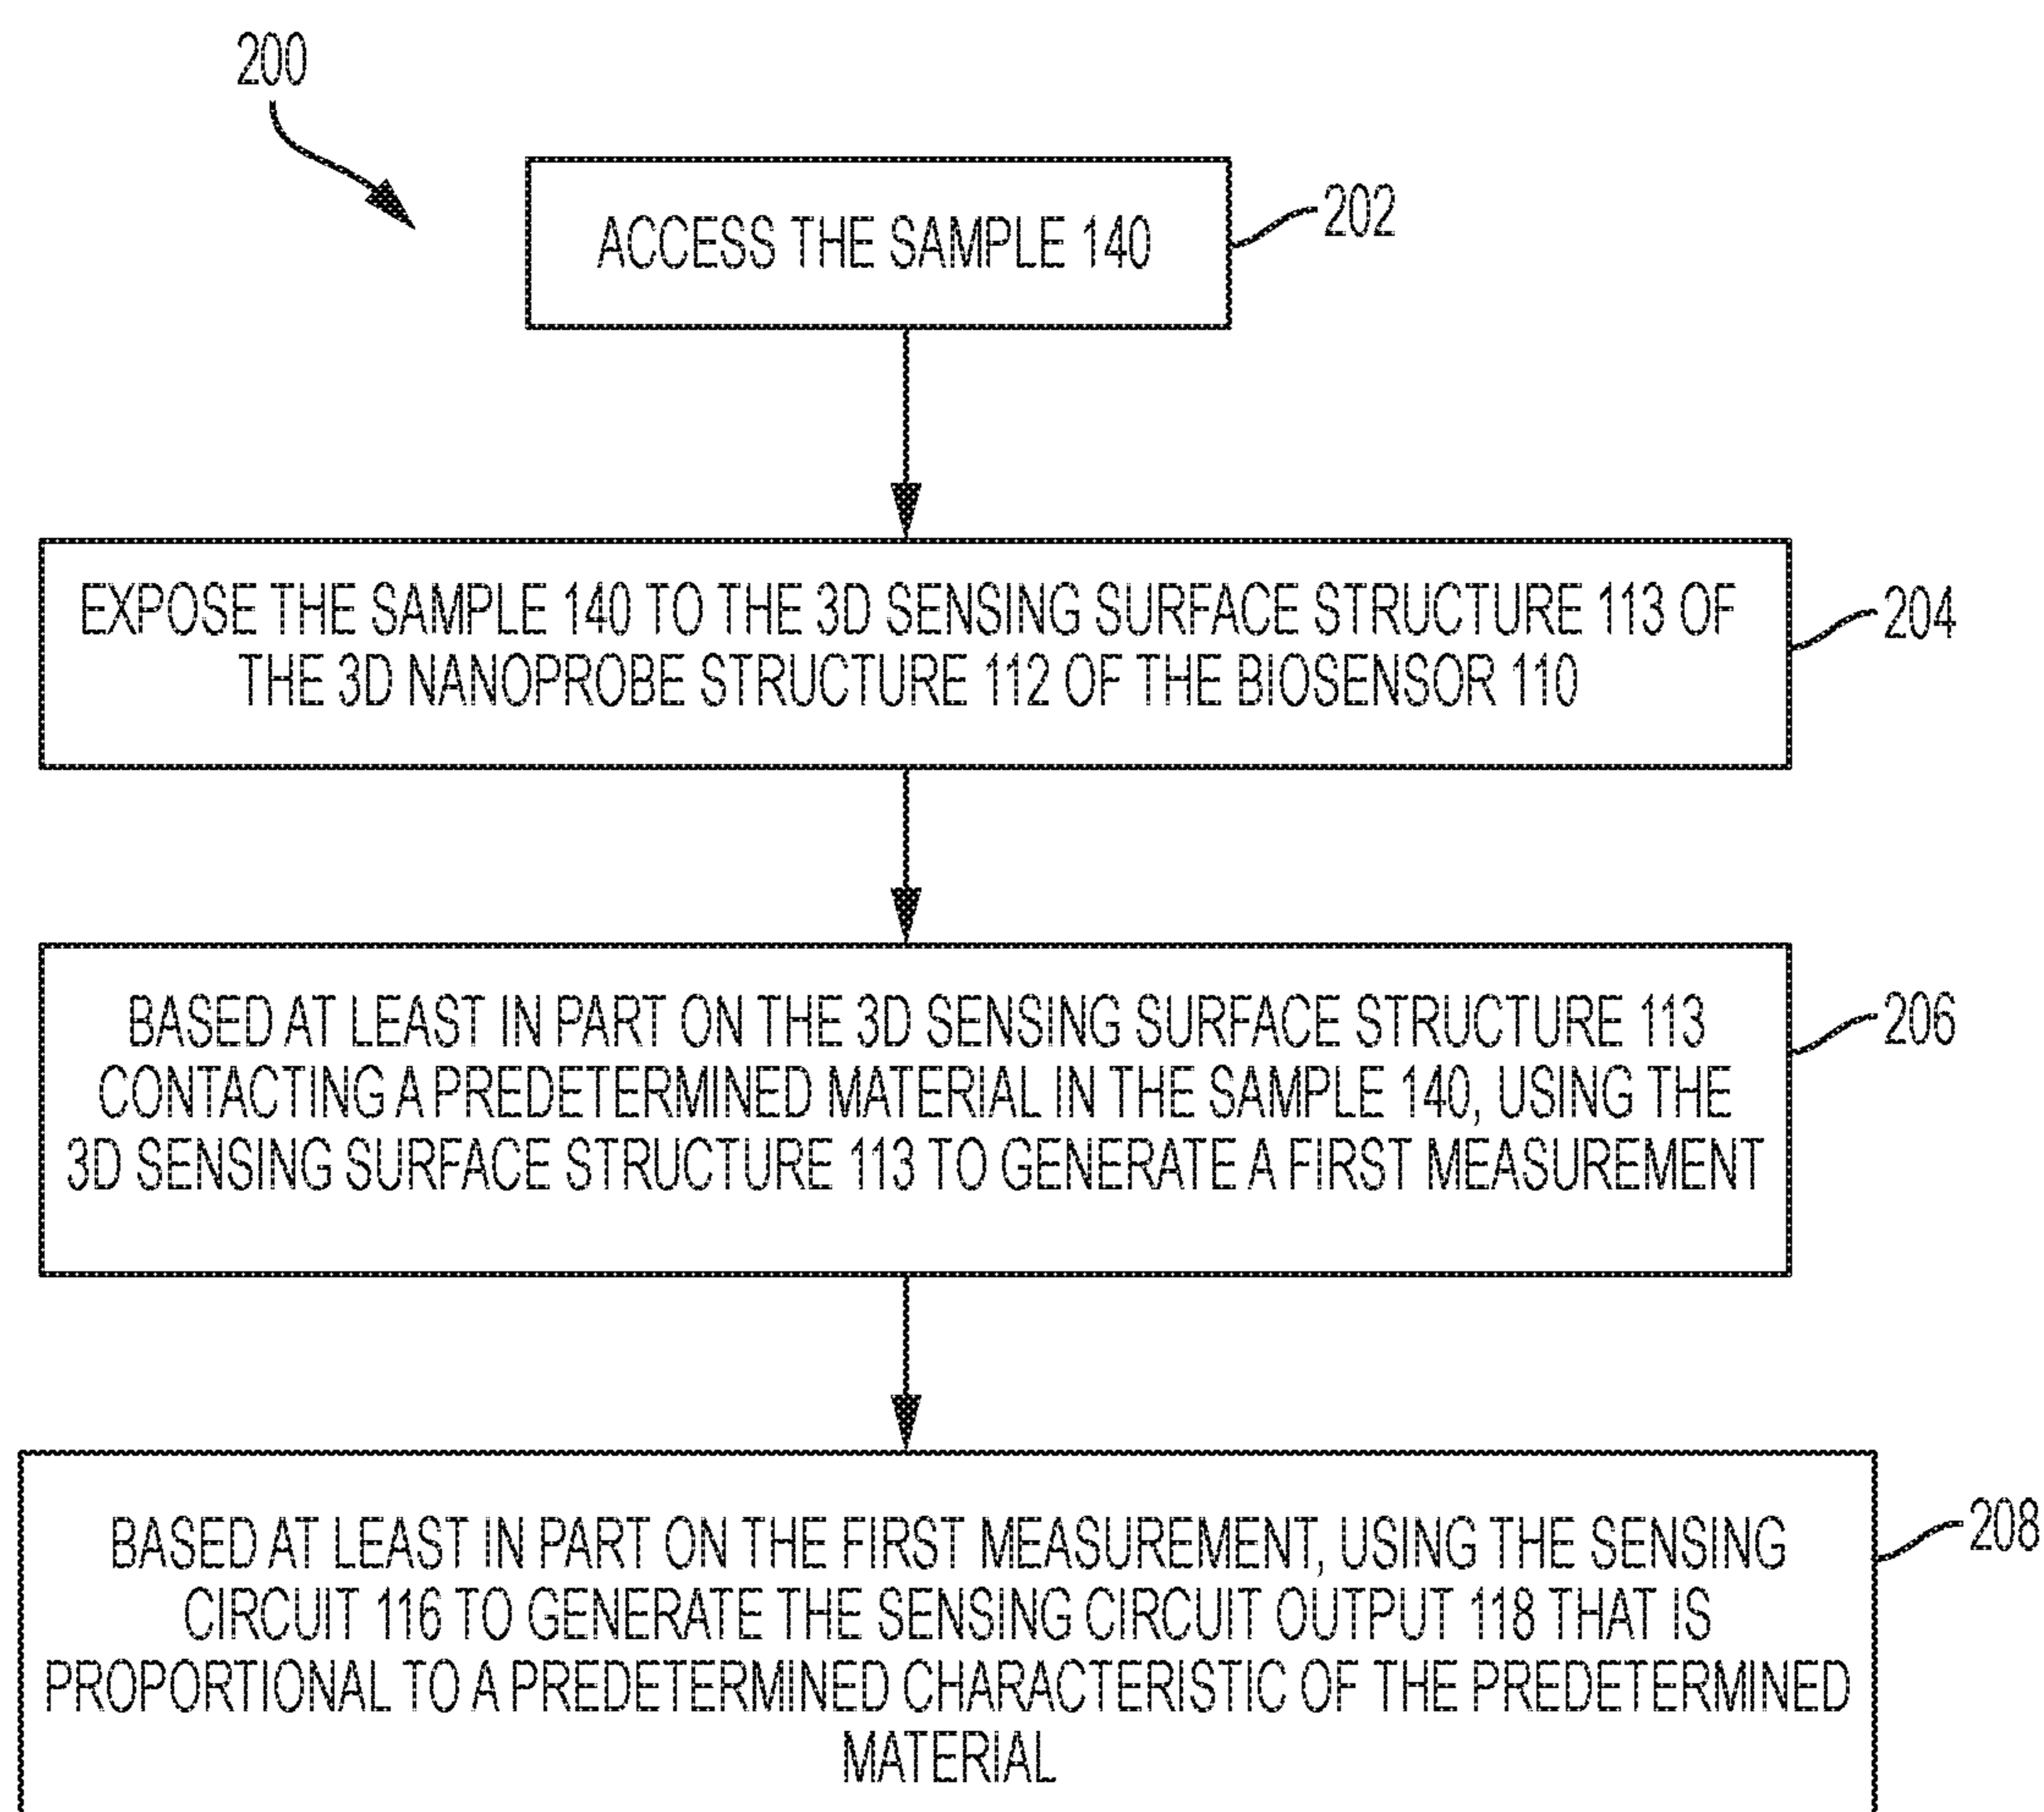 200
ACCESS THE SAMPLE 140
202
EXPOSE THE SAMPLE 140 TO THE 3D SENSING SURFACE STRUCTURE 113 OF
THE 3D NANOPROBE STRUCTURE 112 OF THE BIOSENSOR 110
204
BASED AT LEAST IN PART ON THE 3D SENSING SURFACE STRUCTURE 113
CONTACTING A PREDETERMINED MATERIAL IN THE SAMPLE 140, USING THE
3D SENSING SURFACE STRUCTURE 113 TO GENERATE A FIRST MEASUREMENT
206
BASED AT LEAST IN PART ON THE FIRST MEASUREMENT, USING THE SENSING
CIRCUIT 116 TO GENERATE THE SENSING CIRCUIT OUTPUT 118 THAT IS
PROPORTIONAL TO A PREDETERMINED CHARACTERISTIC OF THE PREDETERMINED
MATERIAL
208